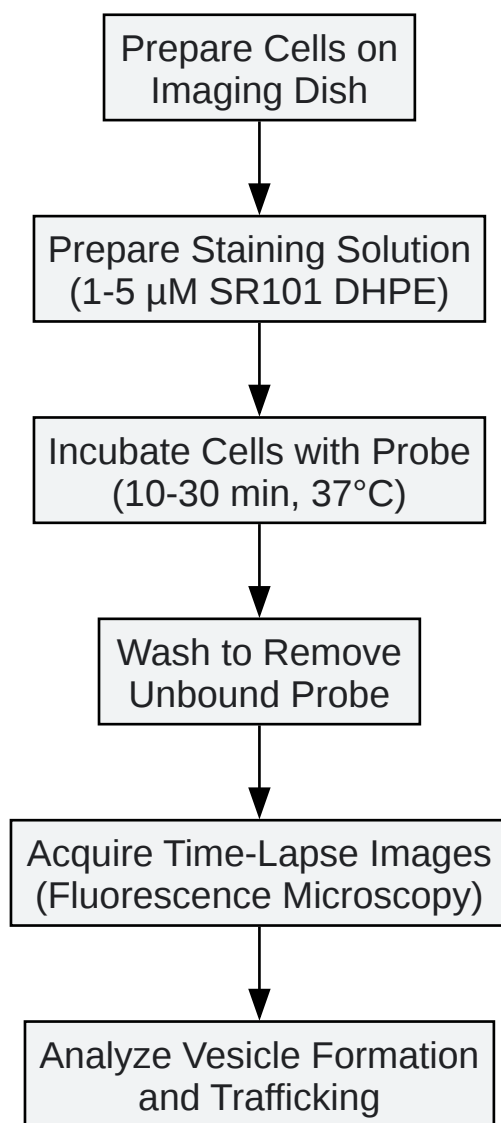 Prepare Cells on
Imaging Dish
Prepare Staining Solution
(1-5 µM SR101 DHPE)
Incubate Cells with Probe
(10-30 min, 37°C)
Wash to Remove
Unbound Probe
Acquire Time-Lapse Images
(Fluorescence Microscopy)
Analyze Vesicle Formation
and Trafficking